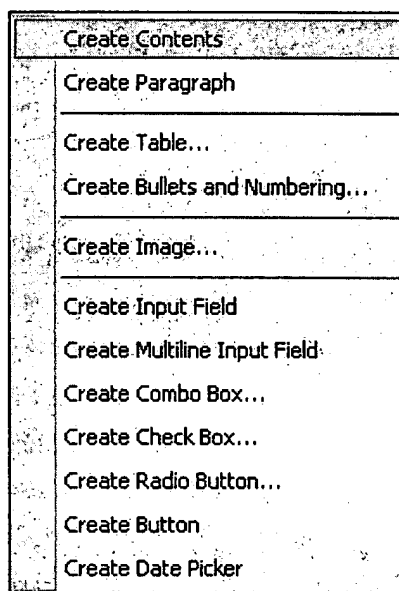 Create Contents
Create Paragraph
Create Table...
Create Bullets and Numbering...
Create Image...
Create Input Field
Create Multiline Input Field
Create Combo Box...
Create Check Box...
Create Radio Button...
Create Button
Create Date Picker